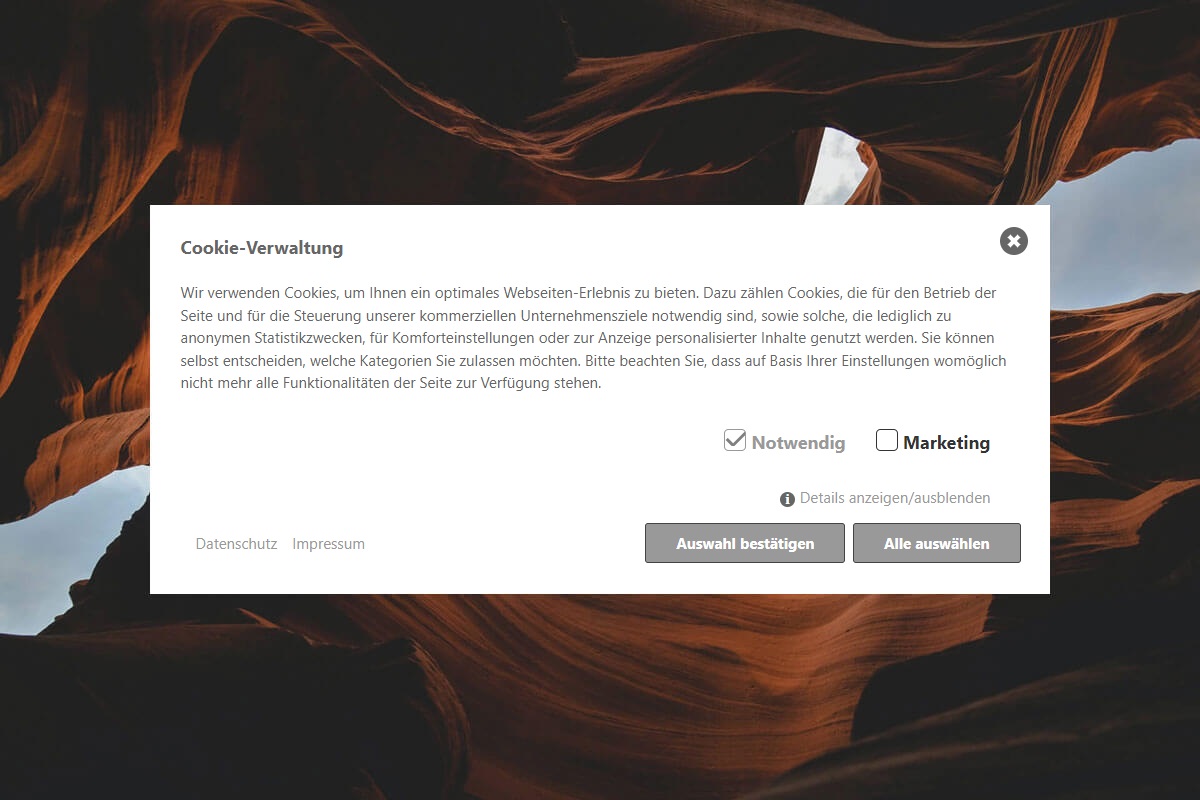 Cookie-Verwaltung
Wir verwenden Cookies, um Ihnen ein optimales Webseiten-Erlebnis zu bieten. Dazu zählen Cookies, die für den Betrieb der
Seite und für die Steuerung unserer kommerziellen Unternehmensziele notwendig sind, sowie solche, die lediglich zu
anonymen Statistikzwecken, für Komforteinstellungen oder zur Anzeige personalisierter Inhalte genutzt werden. Sie können
selbst entscheiden, welche Kategorien Sie zulassen möchten. Bitte beachten Sie, dass auf Basis Ihrer Einstellungen womöglich
nicht mehr alle Funktionalitäten der Seite zur Verfügung stehen.
Notwendig Marketing
Details anzeigen/ausblenden
Datenschutz Impressum Auswahl bestätigen Alle auswählen